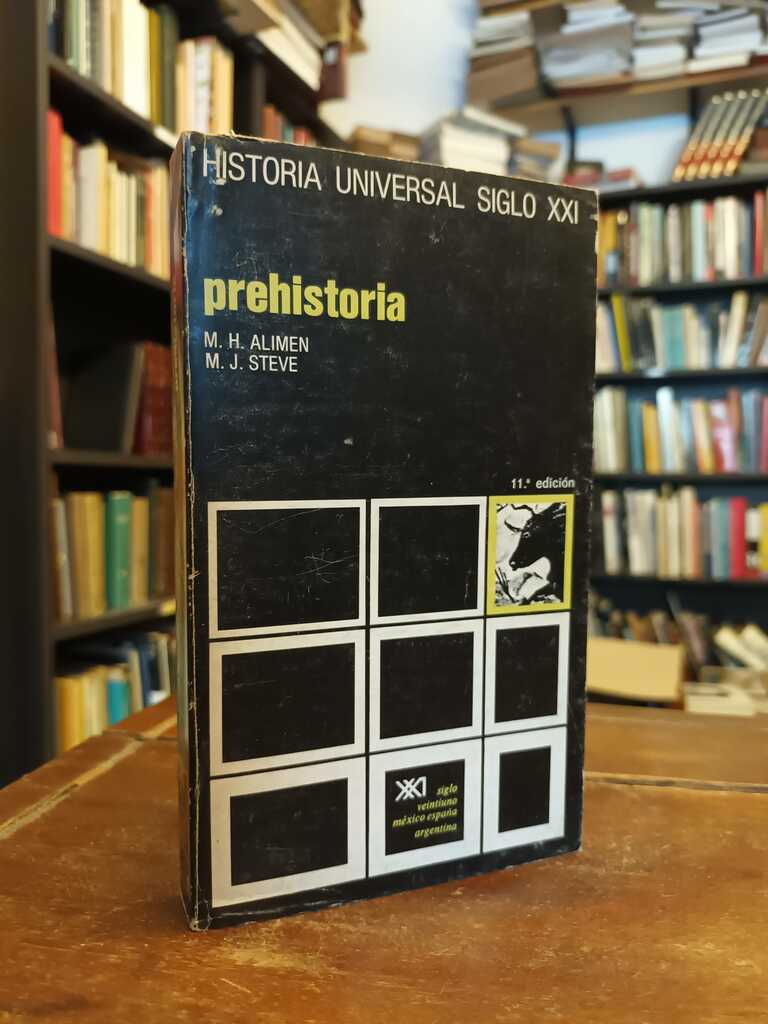 HISTORIA UNIVERSAL SIGLO XXI
prehistoria
M. H. ALIMEN
M. J. STEVE
11.ª edición
XXI siglo
veintiuno
méxico españa
argentina